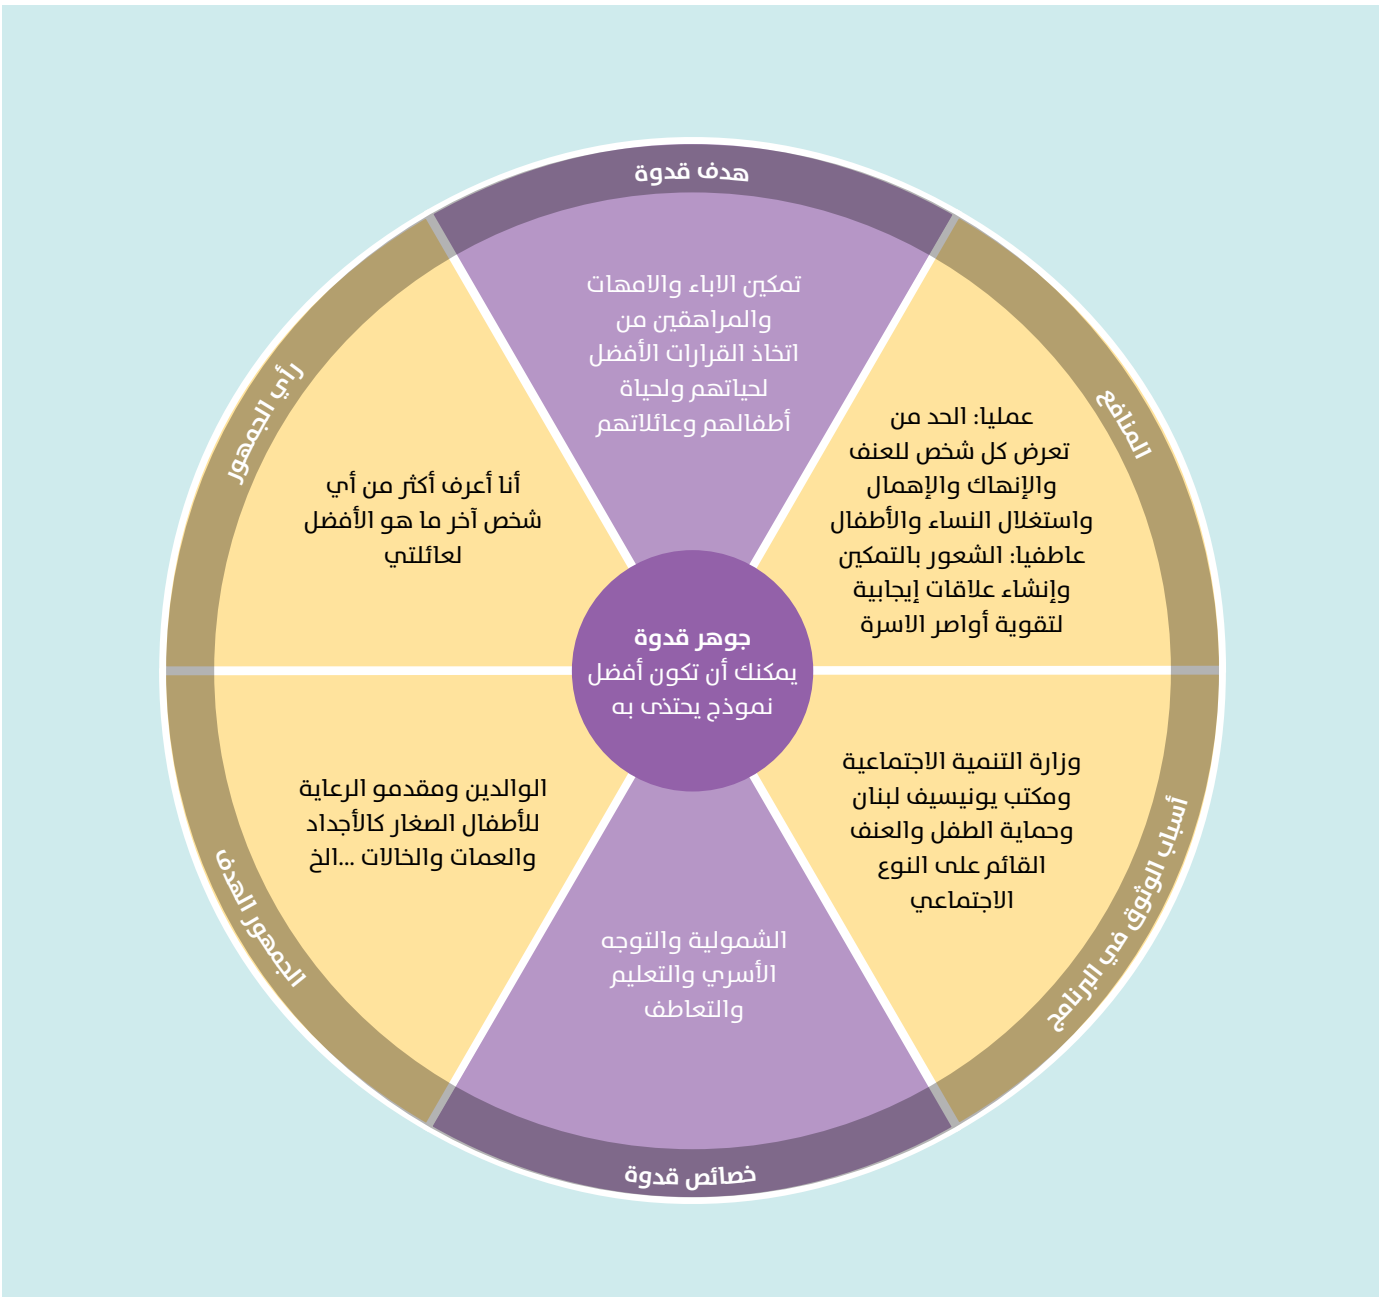 هدف قدوة
تمكين الاباء والامهات
والمراهقين من
اتخاذ القرارات الأفضل
لحياتهم ولحياة
أطفالهم وعائلاتهم
المنافع
عمليا: الحد من
تعرض كل شخص للعنف
والإنهاك والإهمال
واستغلال النساء والأطفال
عاطفيا: الشعور بالتمكين
وإنشاء علاقات إيجابية
لتقوية أواصر الاسرة
أسباب الوثوق في البرنامج
وزارة التنمية الاجتماعية
ومكتب يونيسيف لبنان
وحماية الطفل والعنف
القائم على النوع
الاجتماعي
خصائص قدوة
الشمولية والتوجه
الأسري والتعليم
والتعاطف
الجمهور الهدف
الوالدين ومقدمو الرعاية
للأطفال الصغار كالأجداد
والعمات والخالات ...الخ
رأي الجمهور
أنا أعرف أكثر من أي
شخص آخر ما هو الأفضل
لعائلتي
جوهر قدوة
يمكنك أن تكون أفضل
نموذج يحتذى به